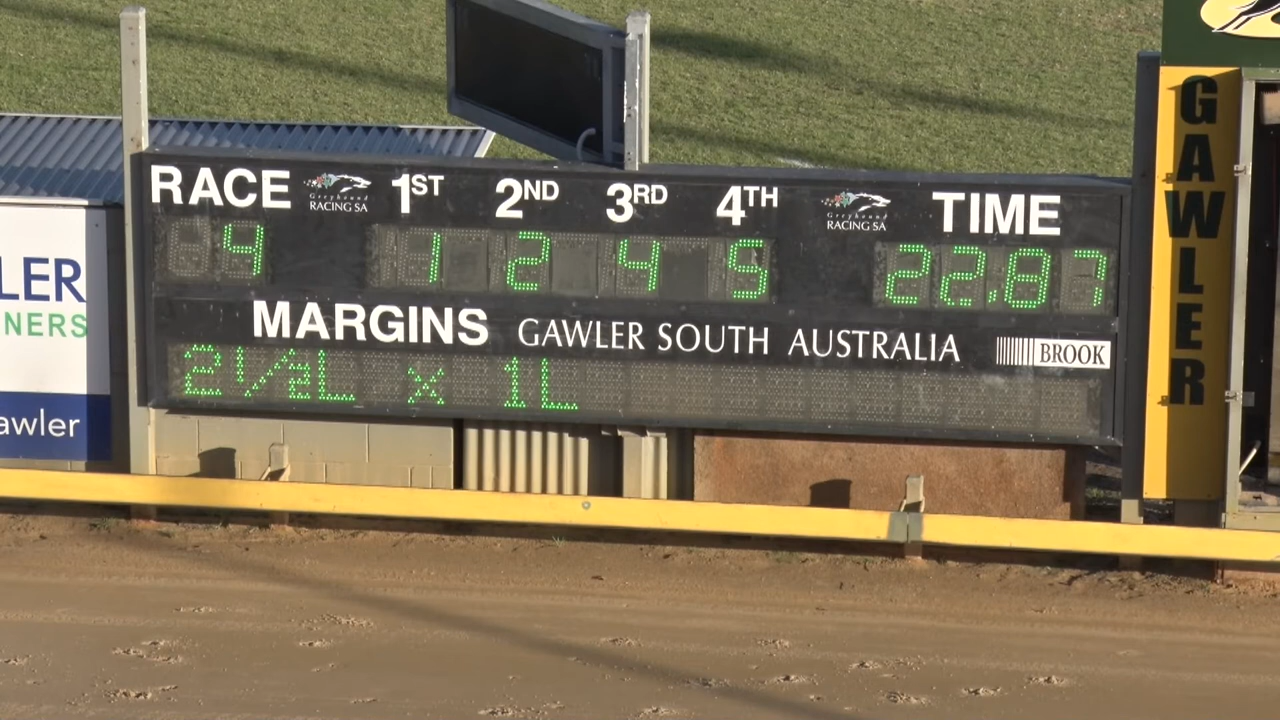 RACE 1ST 2ND 3RD 4TH TIME
Greyhound RACING SA Greyhound RACING SA
4 1 2 4 5 22.87
MARGINS GAWLER SOUTH AUSTRALIA BROOK
2 1/2L x 1L
GAWLER
LER
NERS
awler